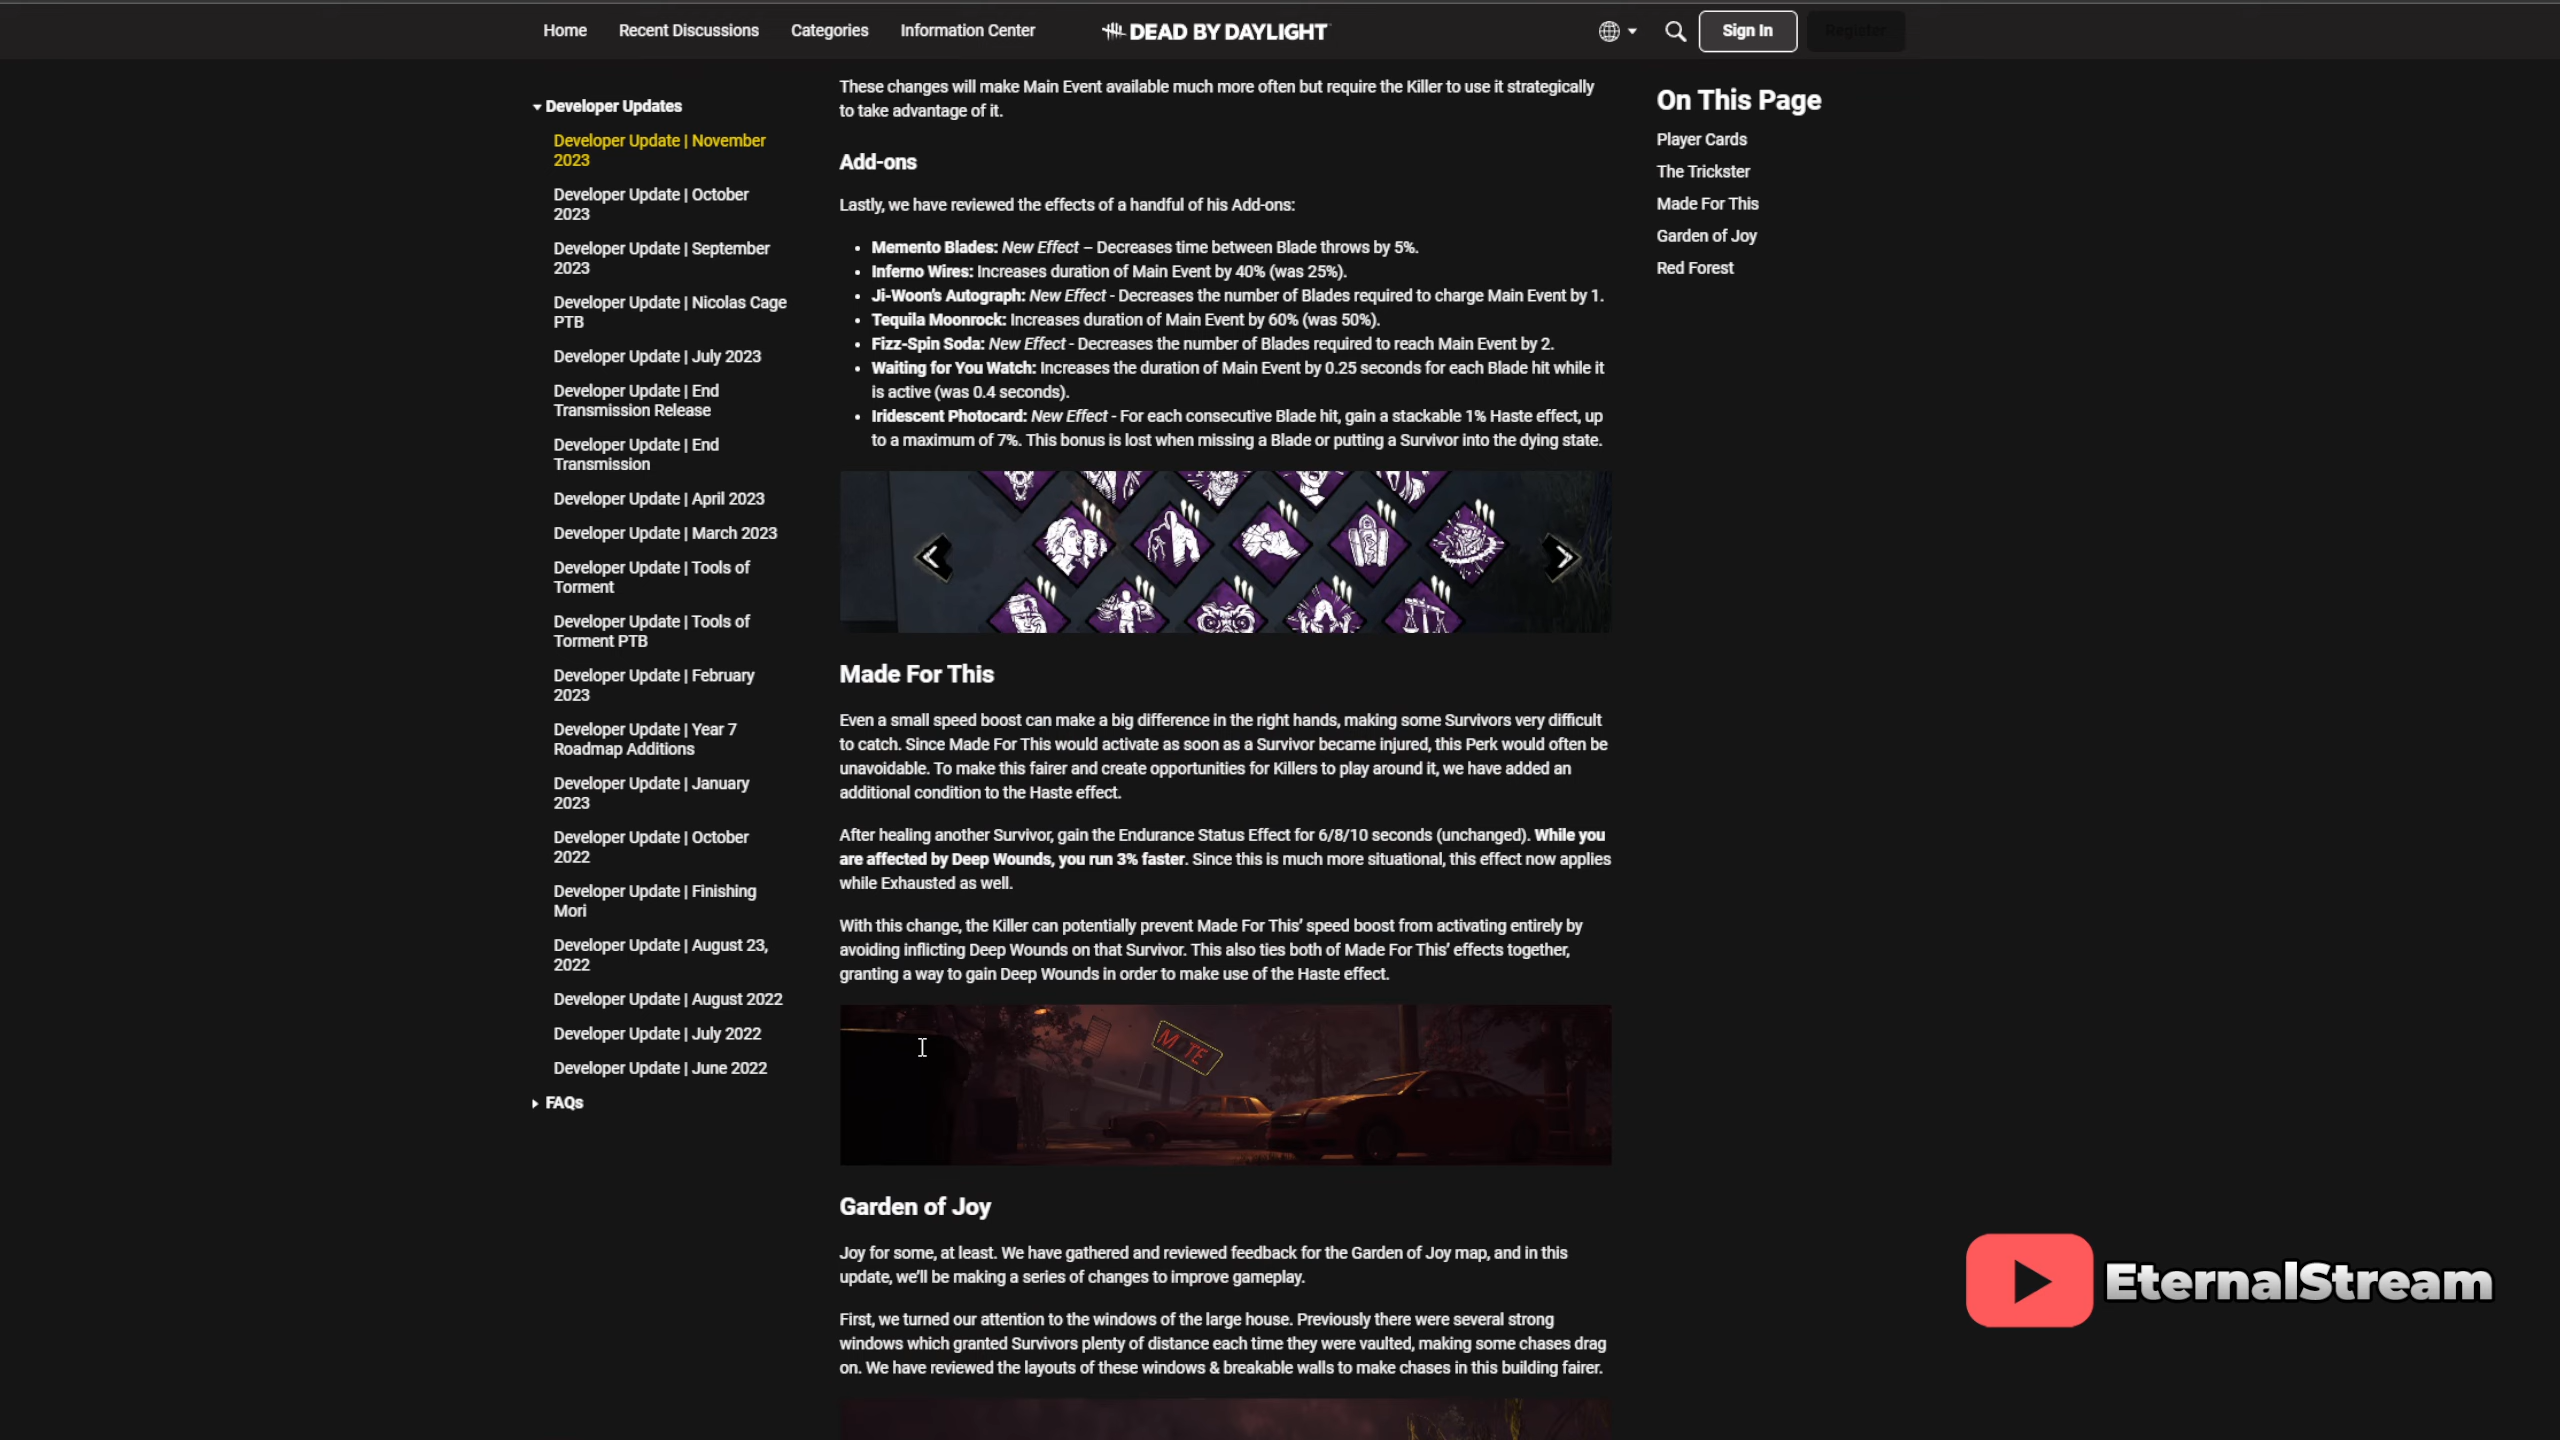 Home
Recent Discussions
Categories
Information Center
DEAD BY DAYLIGHT
Sign In
Register
Developer Updates
Developer Update | November
2023
Developer Update | October
2023
Developer Update | September
2023
Developer Update | Nicolas Cage
PTB
Developer Update | July 2023
Developer Update | End
Transmission Release
Developer Update | End
Transmission
Developer Update | April 2023
Developer Update | March 2023
Developer Update | Tools of
Torment
Developer Update | Tools of
Torment PTB
Developer Update | February
2023
Developer Update | Year 7
Roadmap Additions
Developer Update | January
2023
Developer Update | October
2022
Developer Update | Finishing
Mori
Developer Update | August 23,
2022
Developer Update | August 2022
Developer Update | July 2022
Developer Update | June 2022
FAQs
These changes will make Main Event available much more often but require the Killer to use it strategically
to take advantage of it.
Add-ons
Lastly, we have reviewed the effects of a handful of his Add-ons:
• Memento Blades: New Effect – Decreases time between Blade throws by 5%.
• Inferno Wires: Increases duration of Main Event by 40% (was 25%).
• Ji-Woon's Autograph: New Effect - Decreases the number of Blades required to charge Main Event by 1.
• Tequila Moonrock: Increases duration of Main Event by 60% (was 50%).
• Fizz-Spin Soda: New Effect - Decreases the number of Blades required to reach Main Event by 2.
• Waiting for You Watch: Increases the duration of Main Event by 0.25 seconds for each Blade hit while it
is active (was 0.4 seconds).
• Iridescent Photocard: New Effect - For each consecutive Blade hit, gain a stackable 1% Haste effect, up
to a maximum of 7%. This bonus is lost when missing a Blade or putting a Survivor into the dying state.
Made For This
Even a small speed boost can make a big difference in the right hands, making some Survivors very difficult
to catch. Since Made For This would activate as soon as a Survivor became injured, this Perk would often be
unavoidable. To make this fairer and create opportunities for Killers to play around it, we have added an
additional condition to the Haste effect.
After healing another Survivor, gain the Endurance Status Effect for 6/8/10 seconds (unchanged). While you
are affected by Deep Wounds, you run 3% faster. Since this is much more situational, this effect now applies
while Exhausted as well.
With this change, the Killer can potentially prevent Made For This' speed boost from activating entirely by
avoiding inflicting Deep Wounds on that Survivor. This also ties both of Made For This' effects together,
granting a way to gain Deep Wounds in order to make use of the Haste effect.
M TE
Garden of Joy
Joy for some, at least. We have gathered and reviewed feedback for the Garden of Joy map, and in this
update, we'll be making a series of changes to improve gameplay.
First, we turned our attention to the windows of the large house. Previously there were several strong
windows which granted Survivors plenty of distance each time they were vaulted, making some chases drag
on. We have reviewed the layouts of these windows & breakable walls to make chases in this building fairer.
On This Page
Player Cards
The Trickster
Made For This
Garden of Joy
Red Forest
EternalStream